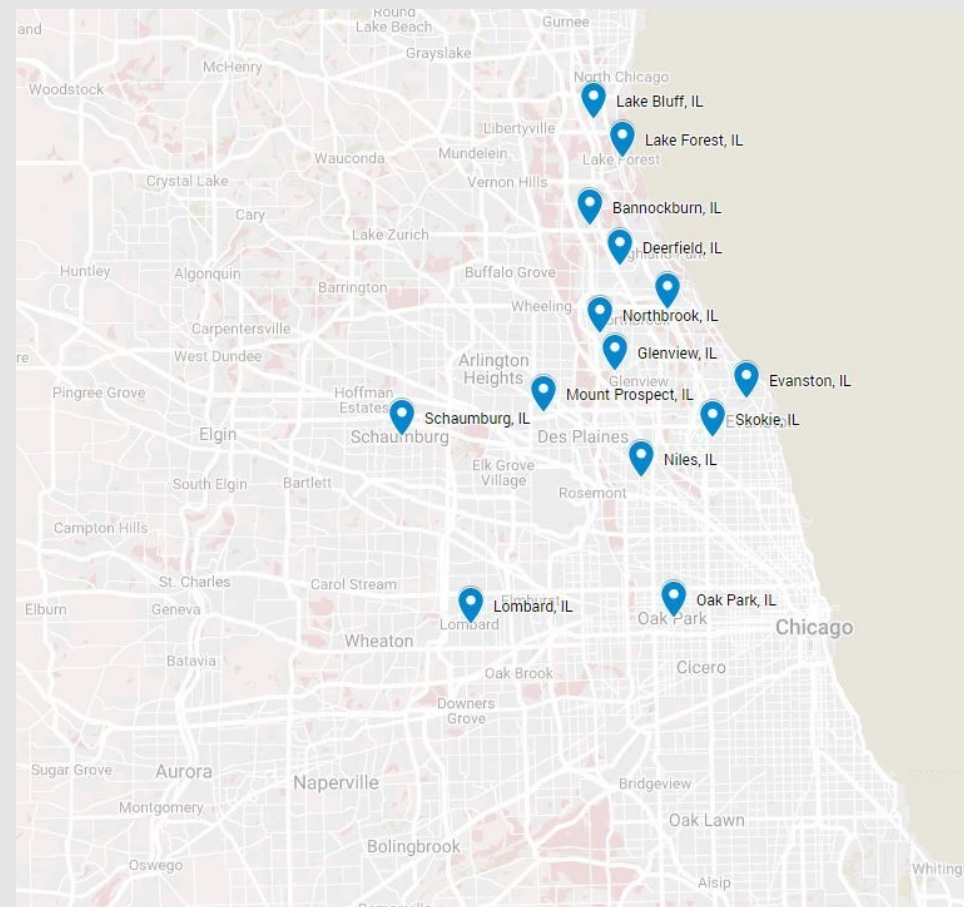 Round
Lake Beach
Gurnee
and
Grayslake
McHenry
North Chicago
Woodstock
Lake Bluff, IL
Libertyville
Lake Forest, IL
Wauconda
Mundelein
Lake Forest
Crystal Lake
Vernon Hills
Cary
Bannockburn, IL
Lake Zurich
Deerfield, IL
Huntley
Algonquin
Buffalo Grove
Barrington
Wheeling
Northbrook, IL
Carpentersville
re
West Dundee
Arlington
Heights
Glenview, IL
Glenview
Evanston, IL
Pingree Grove
Hoffman
Estates
Mount Prospect, IL
Schaumburg, IL
Skokie, IL
Elgin
Schaumburg
Des Plaines
Niles, IL
Elk Grove
Village
South Elgin
Bartlett
Rosemont
Campton Hills
St. Charles
Carol Stream
Elmhurst
Oak Park, IL
Lombard, IL
Elburn
Geneva
Lombard
Oak Park
Chicago
Wheaton
Batavia
Oak Brook
Cicero
Downers
Grove
Sugar Grove
Aurora
Naperville
Bridgeview
Montgomery
Oak Lawn
Bolingbrook
Oswego
Whiting
Alsip